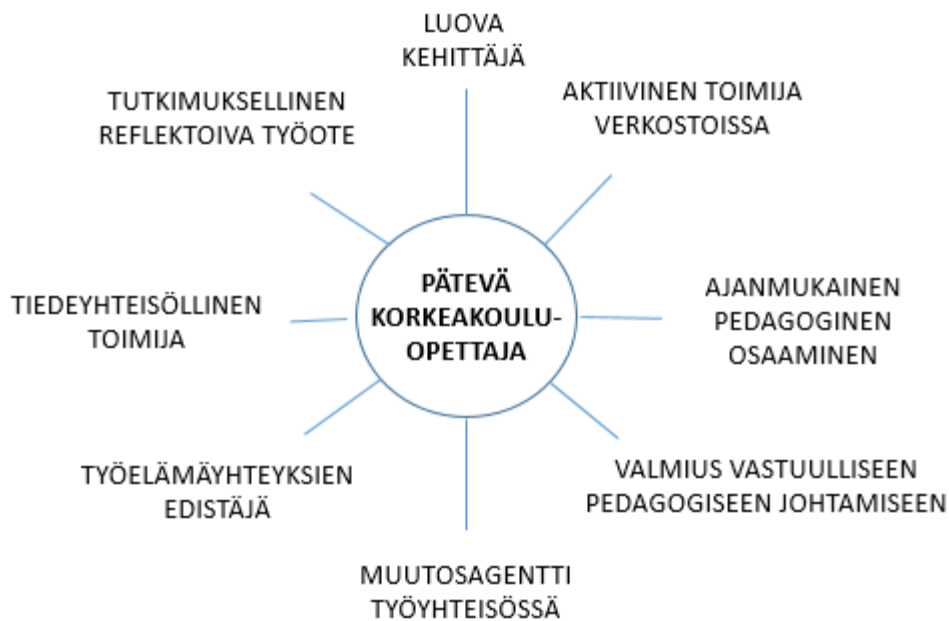 LUOVA
KEHITTÄJÄ
AKTIIVINEN TOIMIJA
VERKOSTOISSA
TUTKIMUKSELLINEN
REFLEKTOIVA TYÖOTE
PÄTEVÄ
KORKEAKOULU-
OPETTAJA
AJANMUKAINEN
PEDAGOGINEN
OSAAMINEN
TIEDEYHTEISÖLLINEN
TOIMIJA
VALMIUS VASTUULLISEEN
PEDAGOGISEEN JOHTAMISEEN
TYÖELÄMÄYHTEYKSIEN
EDISTÄJÄ
MUUTOSAGENTTI
TYÖYHTEISÖSSÄ